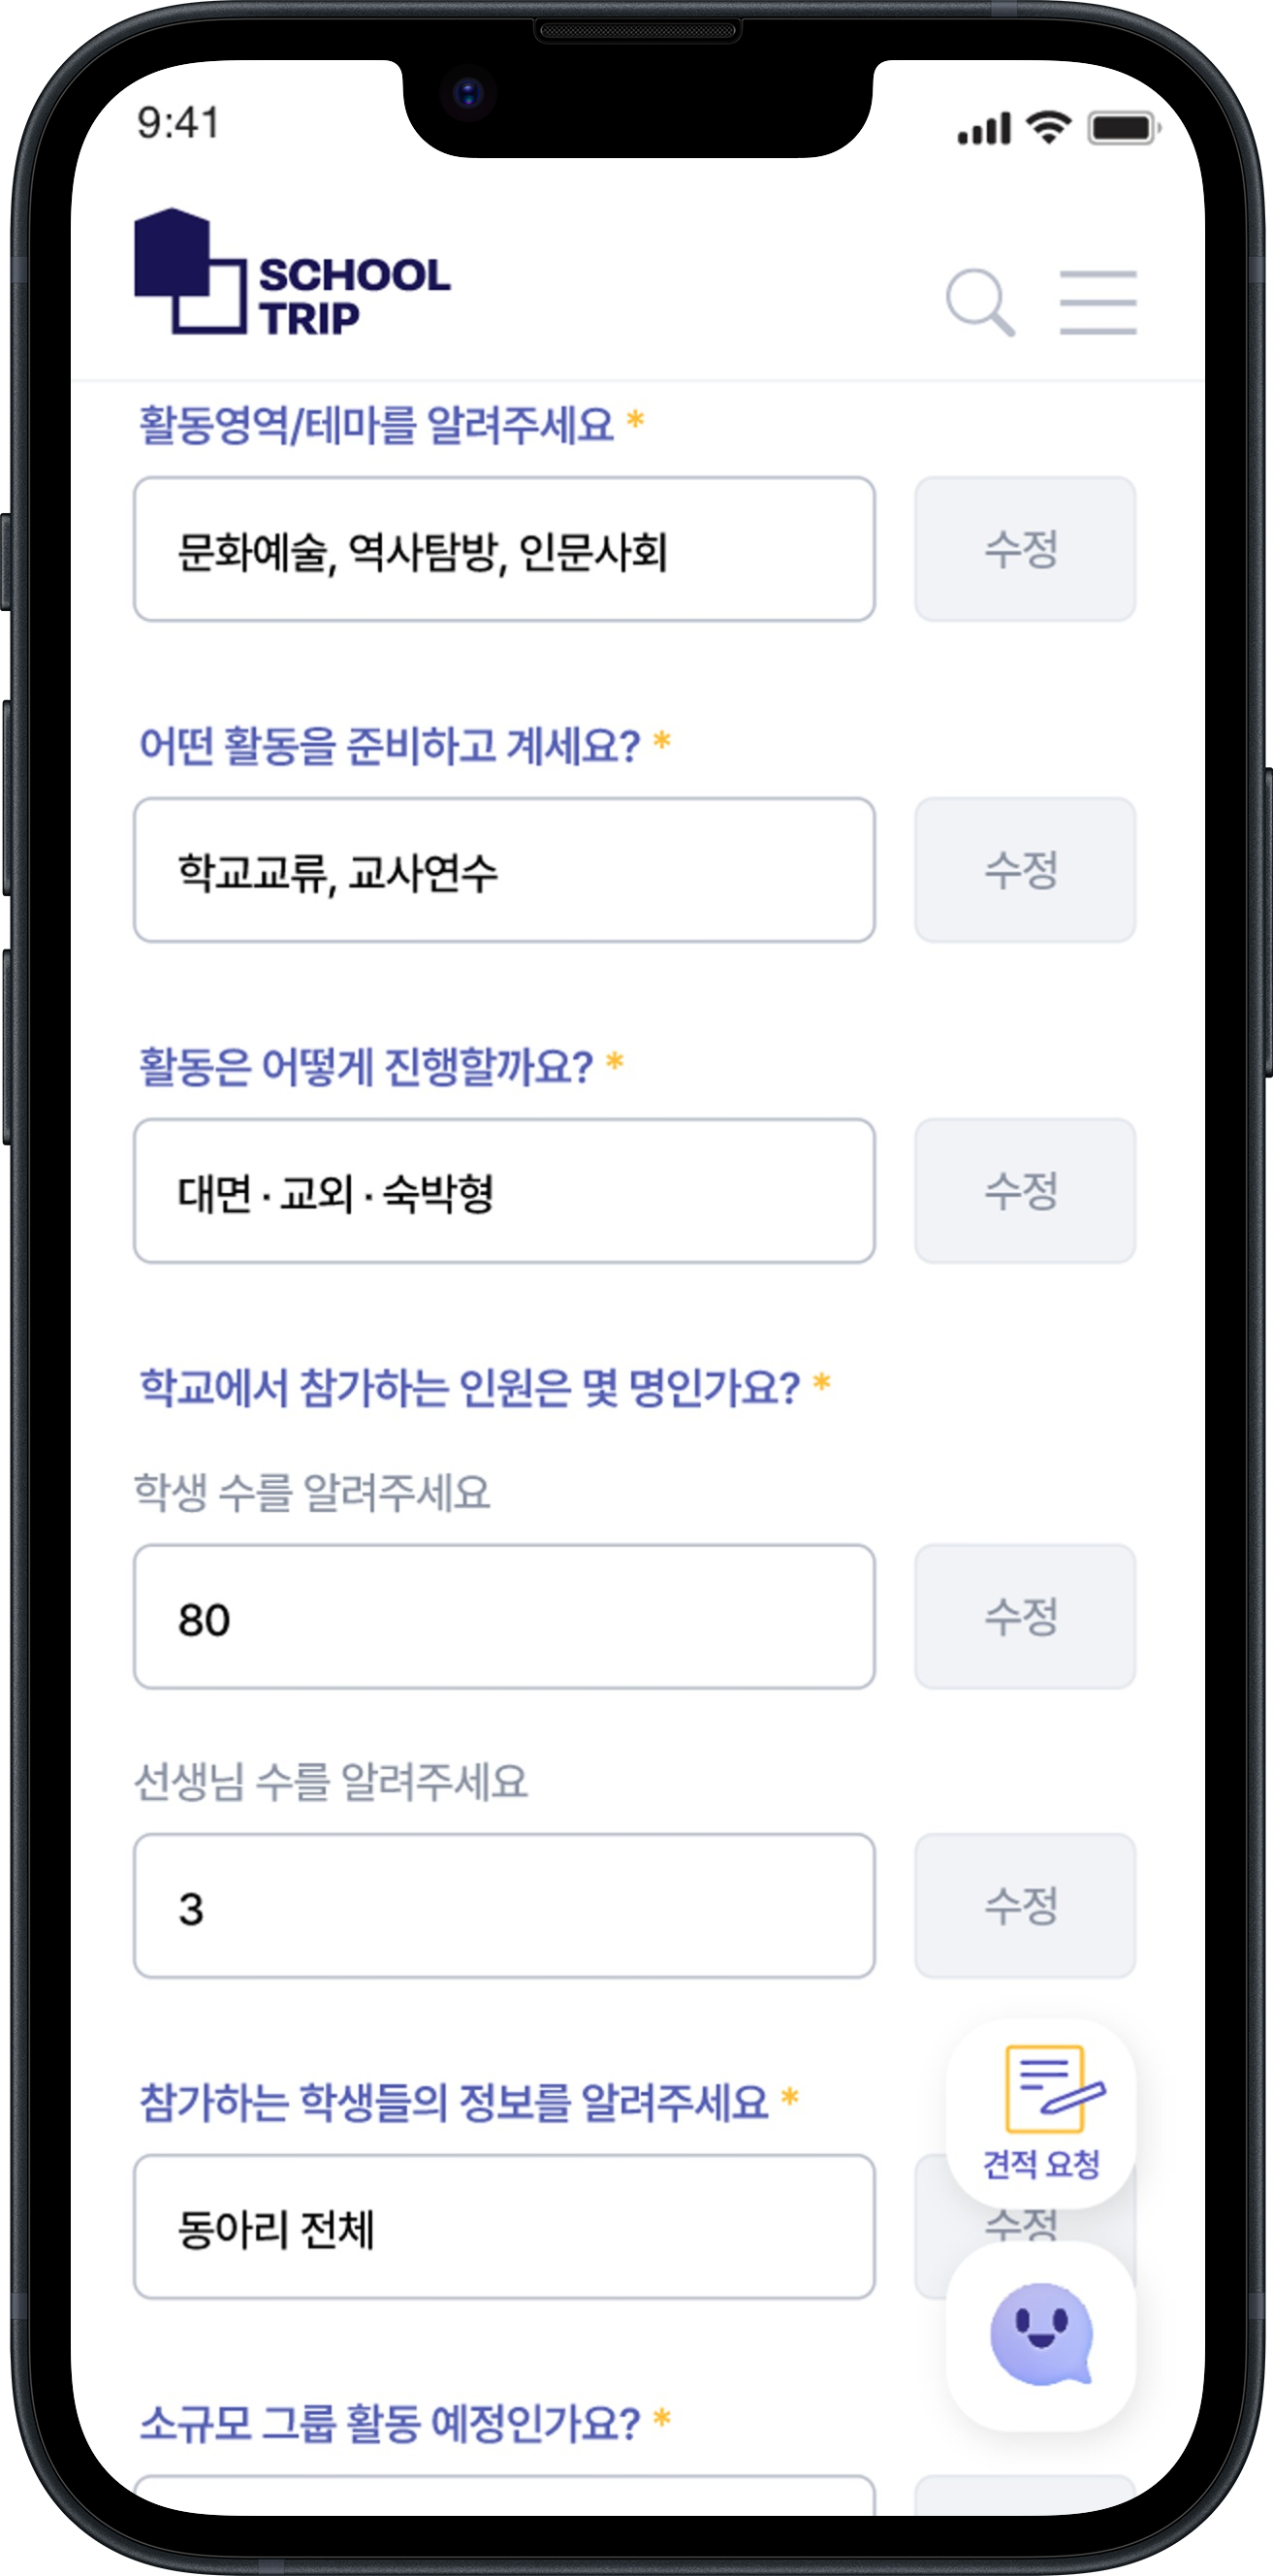 9:41
SCHOOL
TRIP
활동영역/테마를 알려주세요 *
문화예술, 역사탐방, 인문사회
수정
어떤 활동을 준비하고 계세요? *
학교교류, 교사연수
수정
활동은 어떻게 진행할까요? *
대면 · 교외 · 숙박형
수정
학교에서 참가하는 인원은 몇 명인가요? *
학생 수를 알려주세요
80
수정
선생님 수를 알려주세요
3
수정
참가하는 학생들의 정보를 알려주세요 *
견적 요청
동아리 전체
수정
소규모 그룹 활동 예정인가요? *